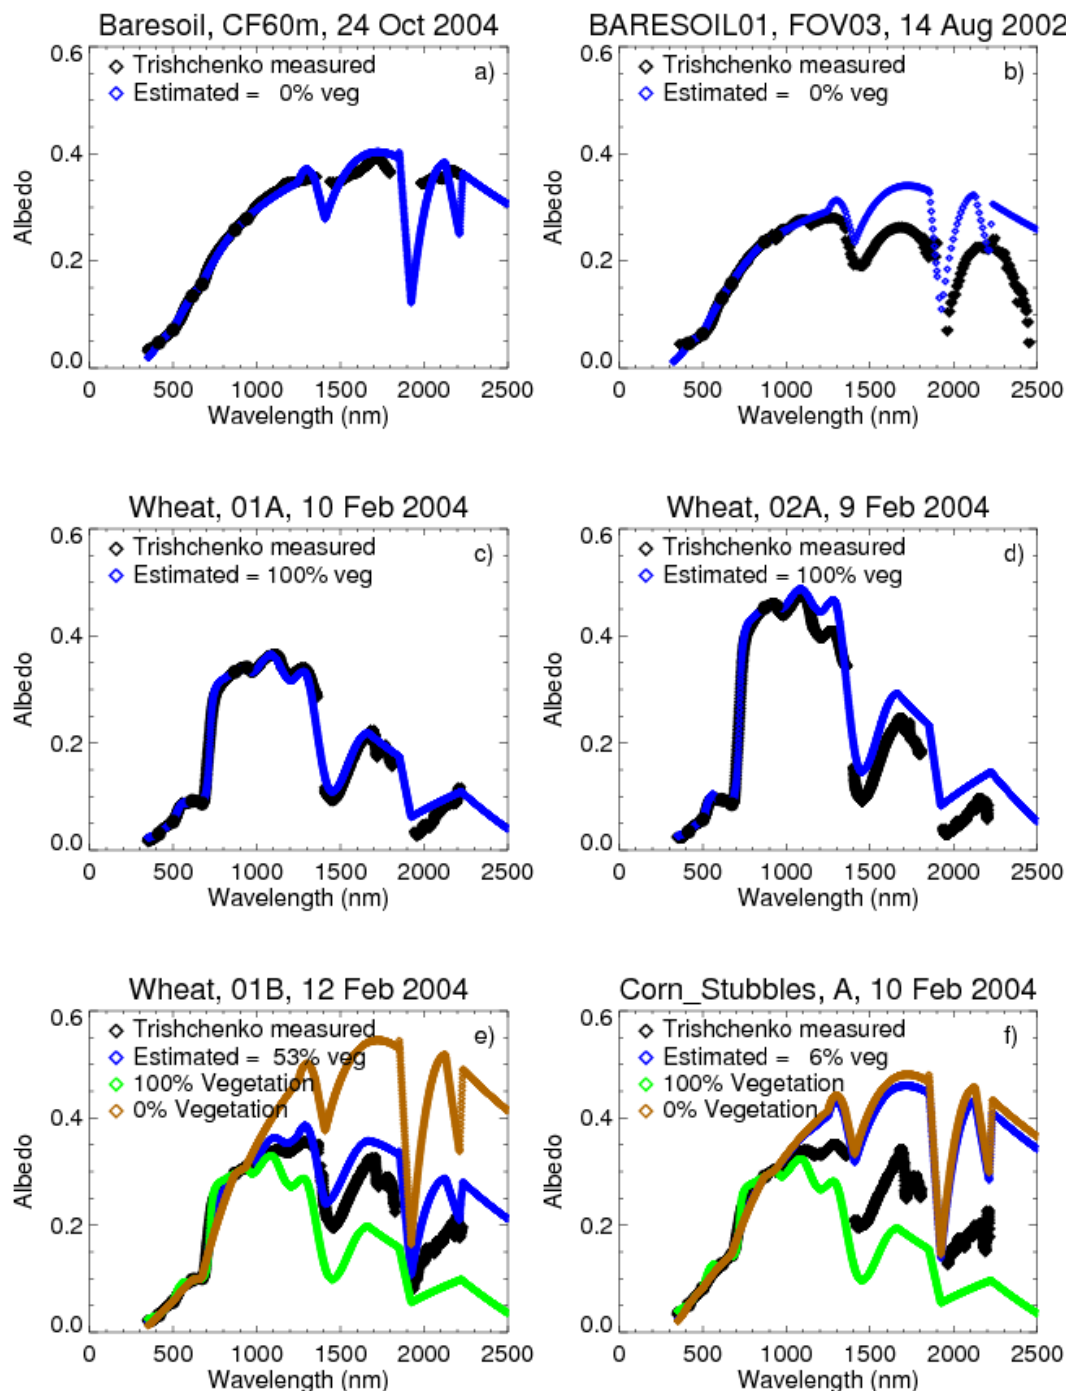 Baresoil, CF60m, 24 Oct 2004
Trishchenko measured
Estimated = 0% veg
a)
Albedo
0.6
0.4
0.2
0.0
0 500 1000 1500 2000 2500
Wavelength (nm)
BARESOIL01, FOV03, 14 Aug 2002
Trishchenko measured
Estimated = 0% veg
b)
Albedo
0.6
0.4
0.2
0.0
0 500 1000 1500 2000 2500
Wavelength (nm)
Wheat, 01A, 10 Feb 2004
Trishchenko measured
Estimated = 100% veg
c)
Albedo
0.6
0.4
0.2
0.0
0 500 1000 1500 2000 2500
Wavelength (nm)
Wheat, 02A, 9 Feb 2004
Trishchenko measured
Estimated = 100% veg
d)
Albedo
0.6
0.4
0.2
0.0
0 500 1000 1500 2000 2500
Wavelength (nm)
Wheat, 01B, 12 Feb 2004
Trishchenko measured
Estimated = 53% veg
100% Vegetation
0% Vegetation
e)
Albedo
0.6
0.4
0.2
0.0
0 500 1000 1500 2000 2500
Wavelength (nm)
Corn_Stubbles, A, 10 Feb 2004
Trishchenko measured
Estimated = 6% veg
100% Vegetation
0% Vegetation
f)
Albedo
0.6
0.4
0.2
0.0
0 500 1000 1500 2000 2500
Wavelength (nm)